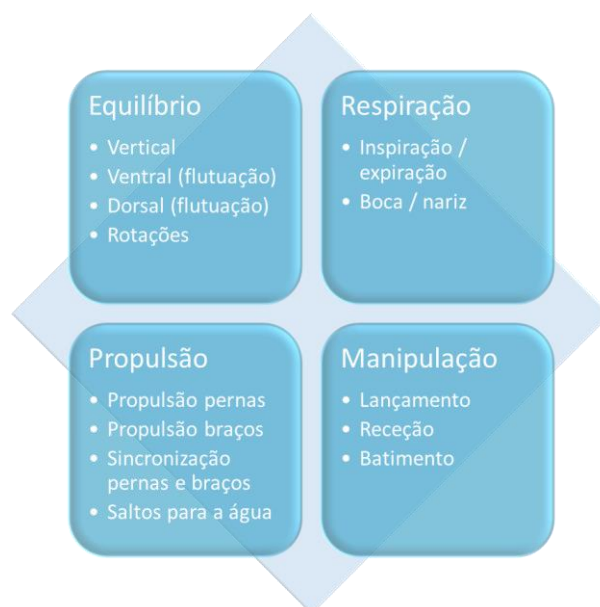 Equilíbrio
• Vertical
• Ventral (flutuação)
• Dorsal (flutuação)
• Rotações
Respiração
• Inspiração /
expiração
• Boca / nariz
Propulsão
• Propulsão pernas
• Propulsão braços
• Sincronização
pernas e braços
• Saltos para a água
Manipulação
• Lançamento
• Receção
• Batimento